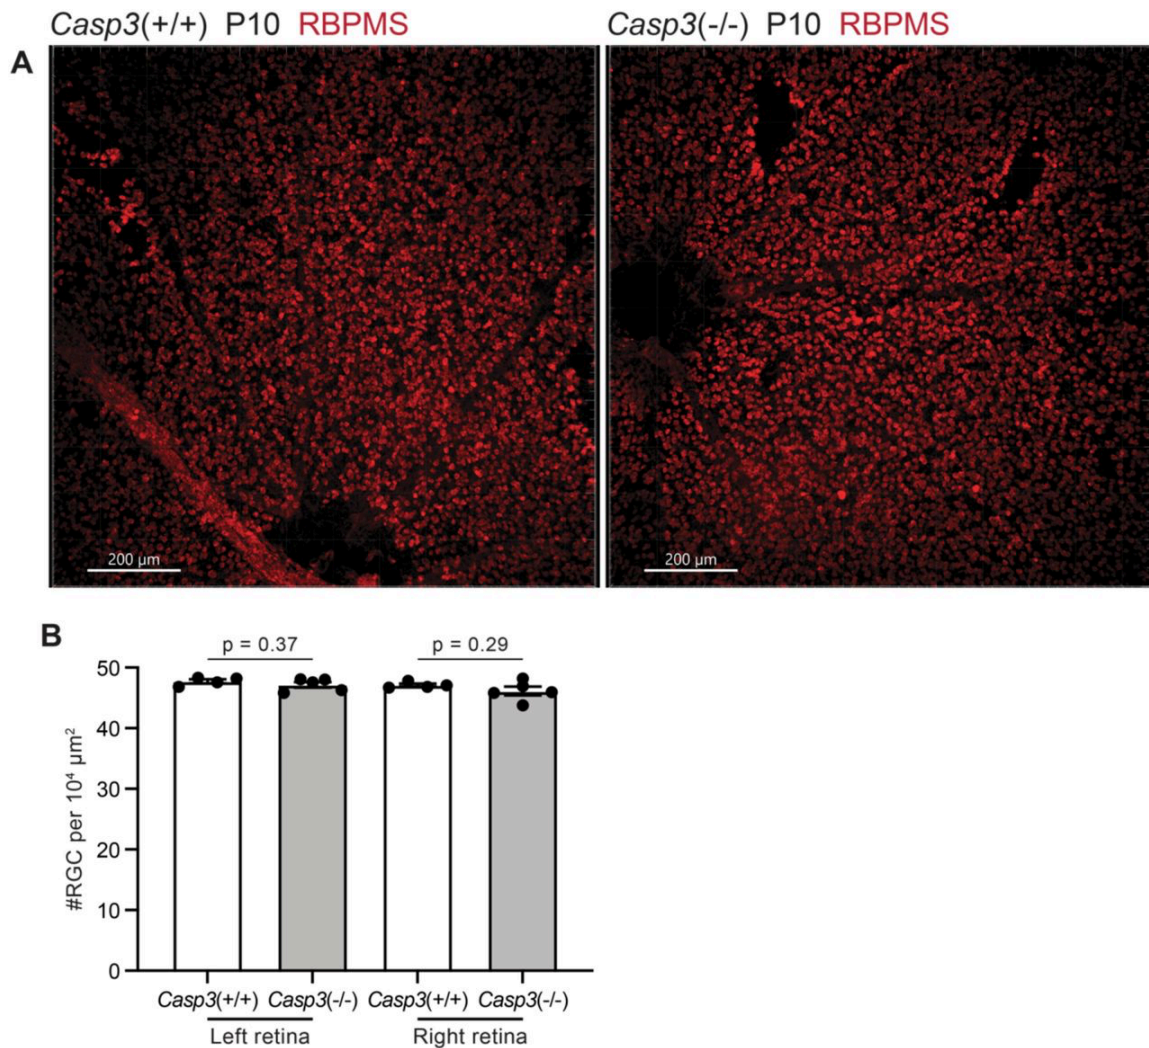 Casp3(+/+) P10 RBPMS
Casp3(-/-) P10 RBPMS
A
200 µm
200 µm
B
p = 0.37
p = 0.29
#RGC per 10⁴ µm²
50
40
30
20
10
0
Casp3(+/+)
Casp3(-/-)
Casp3(+/+)
Casp3(-/-)
Left retina
Right retina